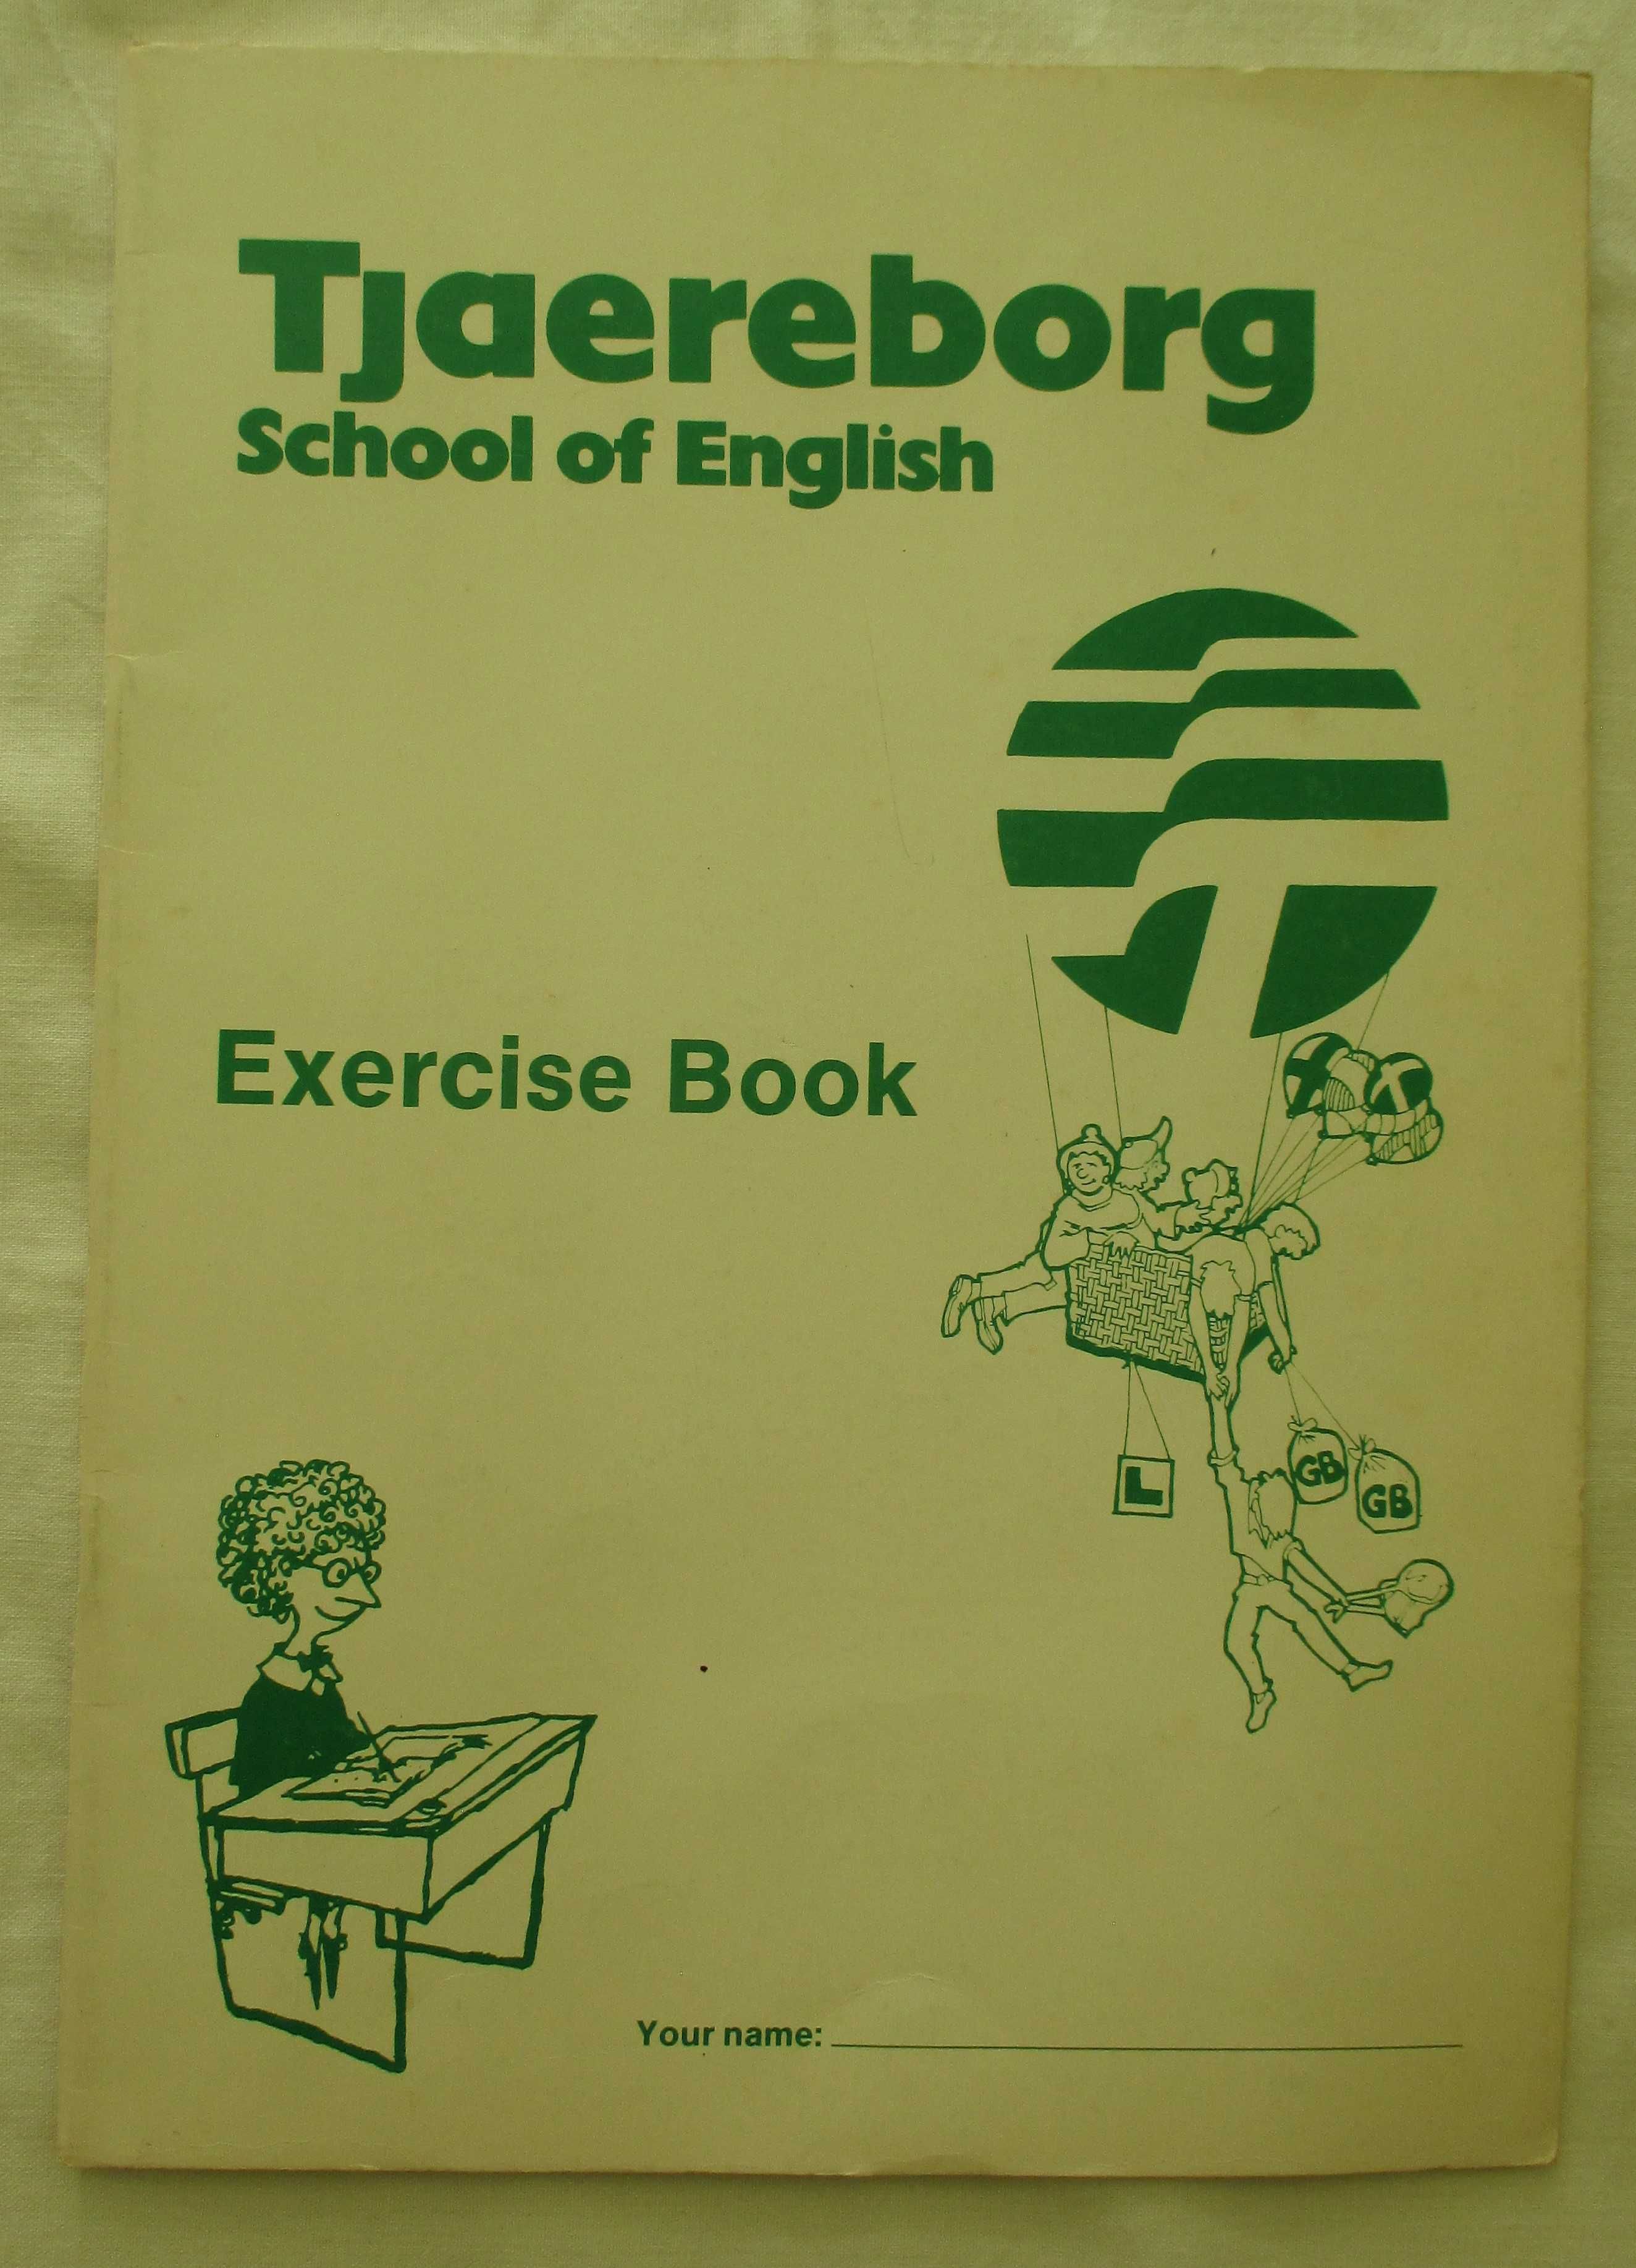 Tjaereborg
School of English
Exercise Book
L
GB
GB
Your name: